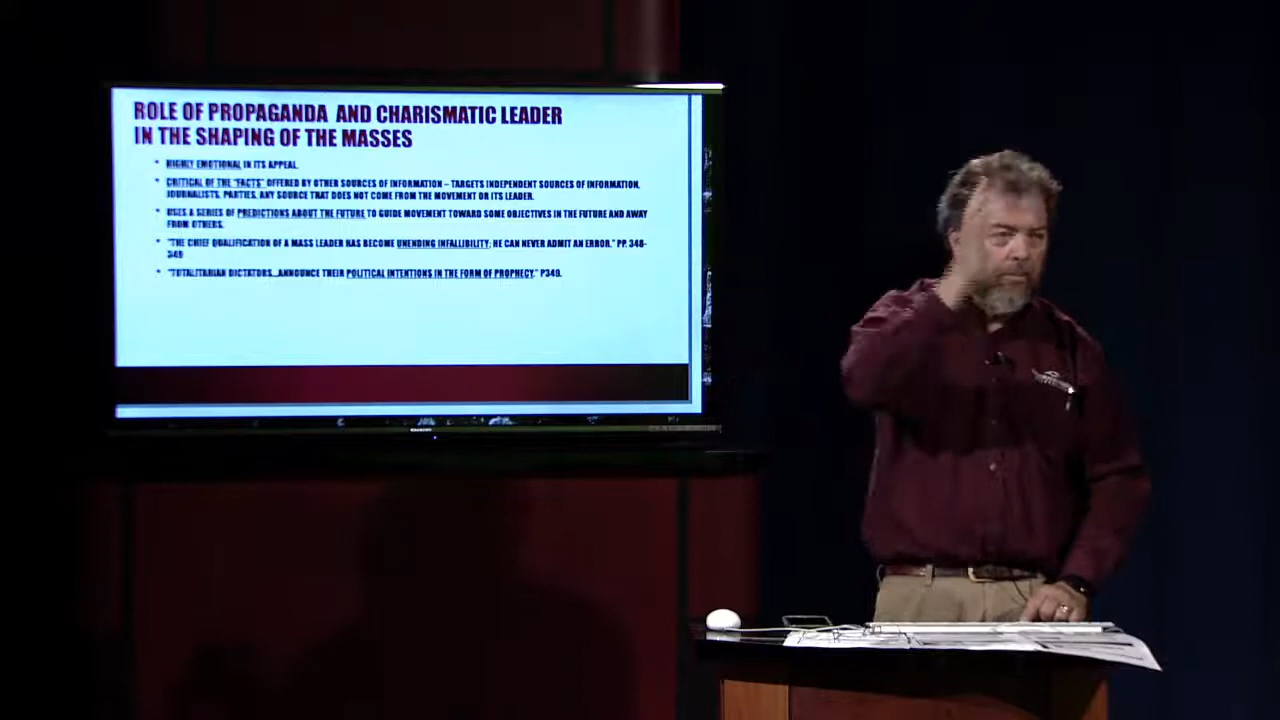 ROLE OF PROPAGANDA AND CHARISMATIC LEADER
IN THE SHAPING OF THE MASSES
• HIGHLY EMOTIONAL IN ITS APPEAL.
• CRITICAL OF THE "FACTS" OFFERED BY OTHER SOURCES OF INFORMATION – TARGETS INDEPENDENT SOURCES OF INFORMATION,
JOURNALISTS, PARTIES, ANY SOURCE THAT DOES NOT COME FROM THE MOVEMENT OR ITS LEADER.
• USES A SERIES OF PREDICTIONS ABOUT THE FUTURE TO GUIDE MOVEMENT TOWARD SOME OBJECTIVES IN THE FUTURE AND AWAY
FROM OTHERS.
• "THE CHIEF QUALIFICATION OF A MASS LEADER HAS BECOME UNENDING INFALLIBILITY; HE CAN NEVER ADMIT AN ERROR." PP. 348-
349
• "TOTALITARIAN DICTATORS…ANNOUNCE THEIR POLITICAL INTENTIONS IN THE FORM OF PROPHECY." P349.